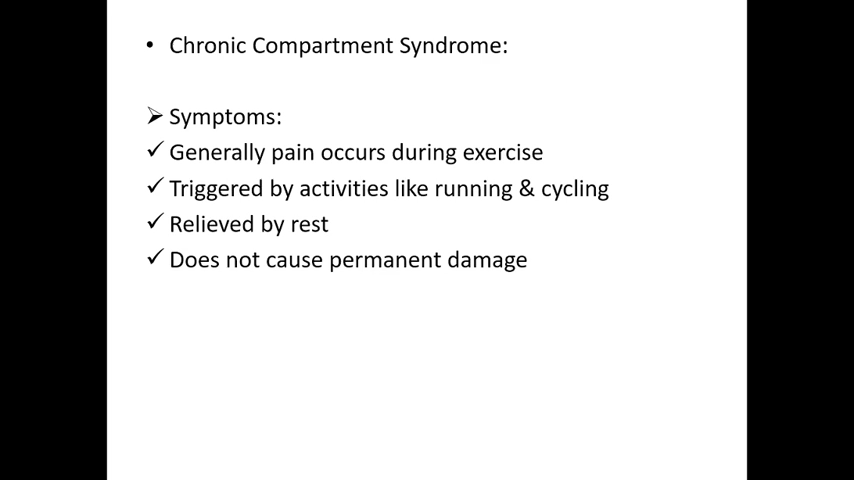 • Chronic Compartment Syndrome:
➢ Symptoms:
✓ Generally pain occurs during exercise
✓ Triggered by activities like running & cycling
✓ Relieved by rest
✓ Does not cause permanent damage